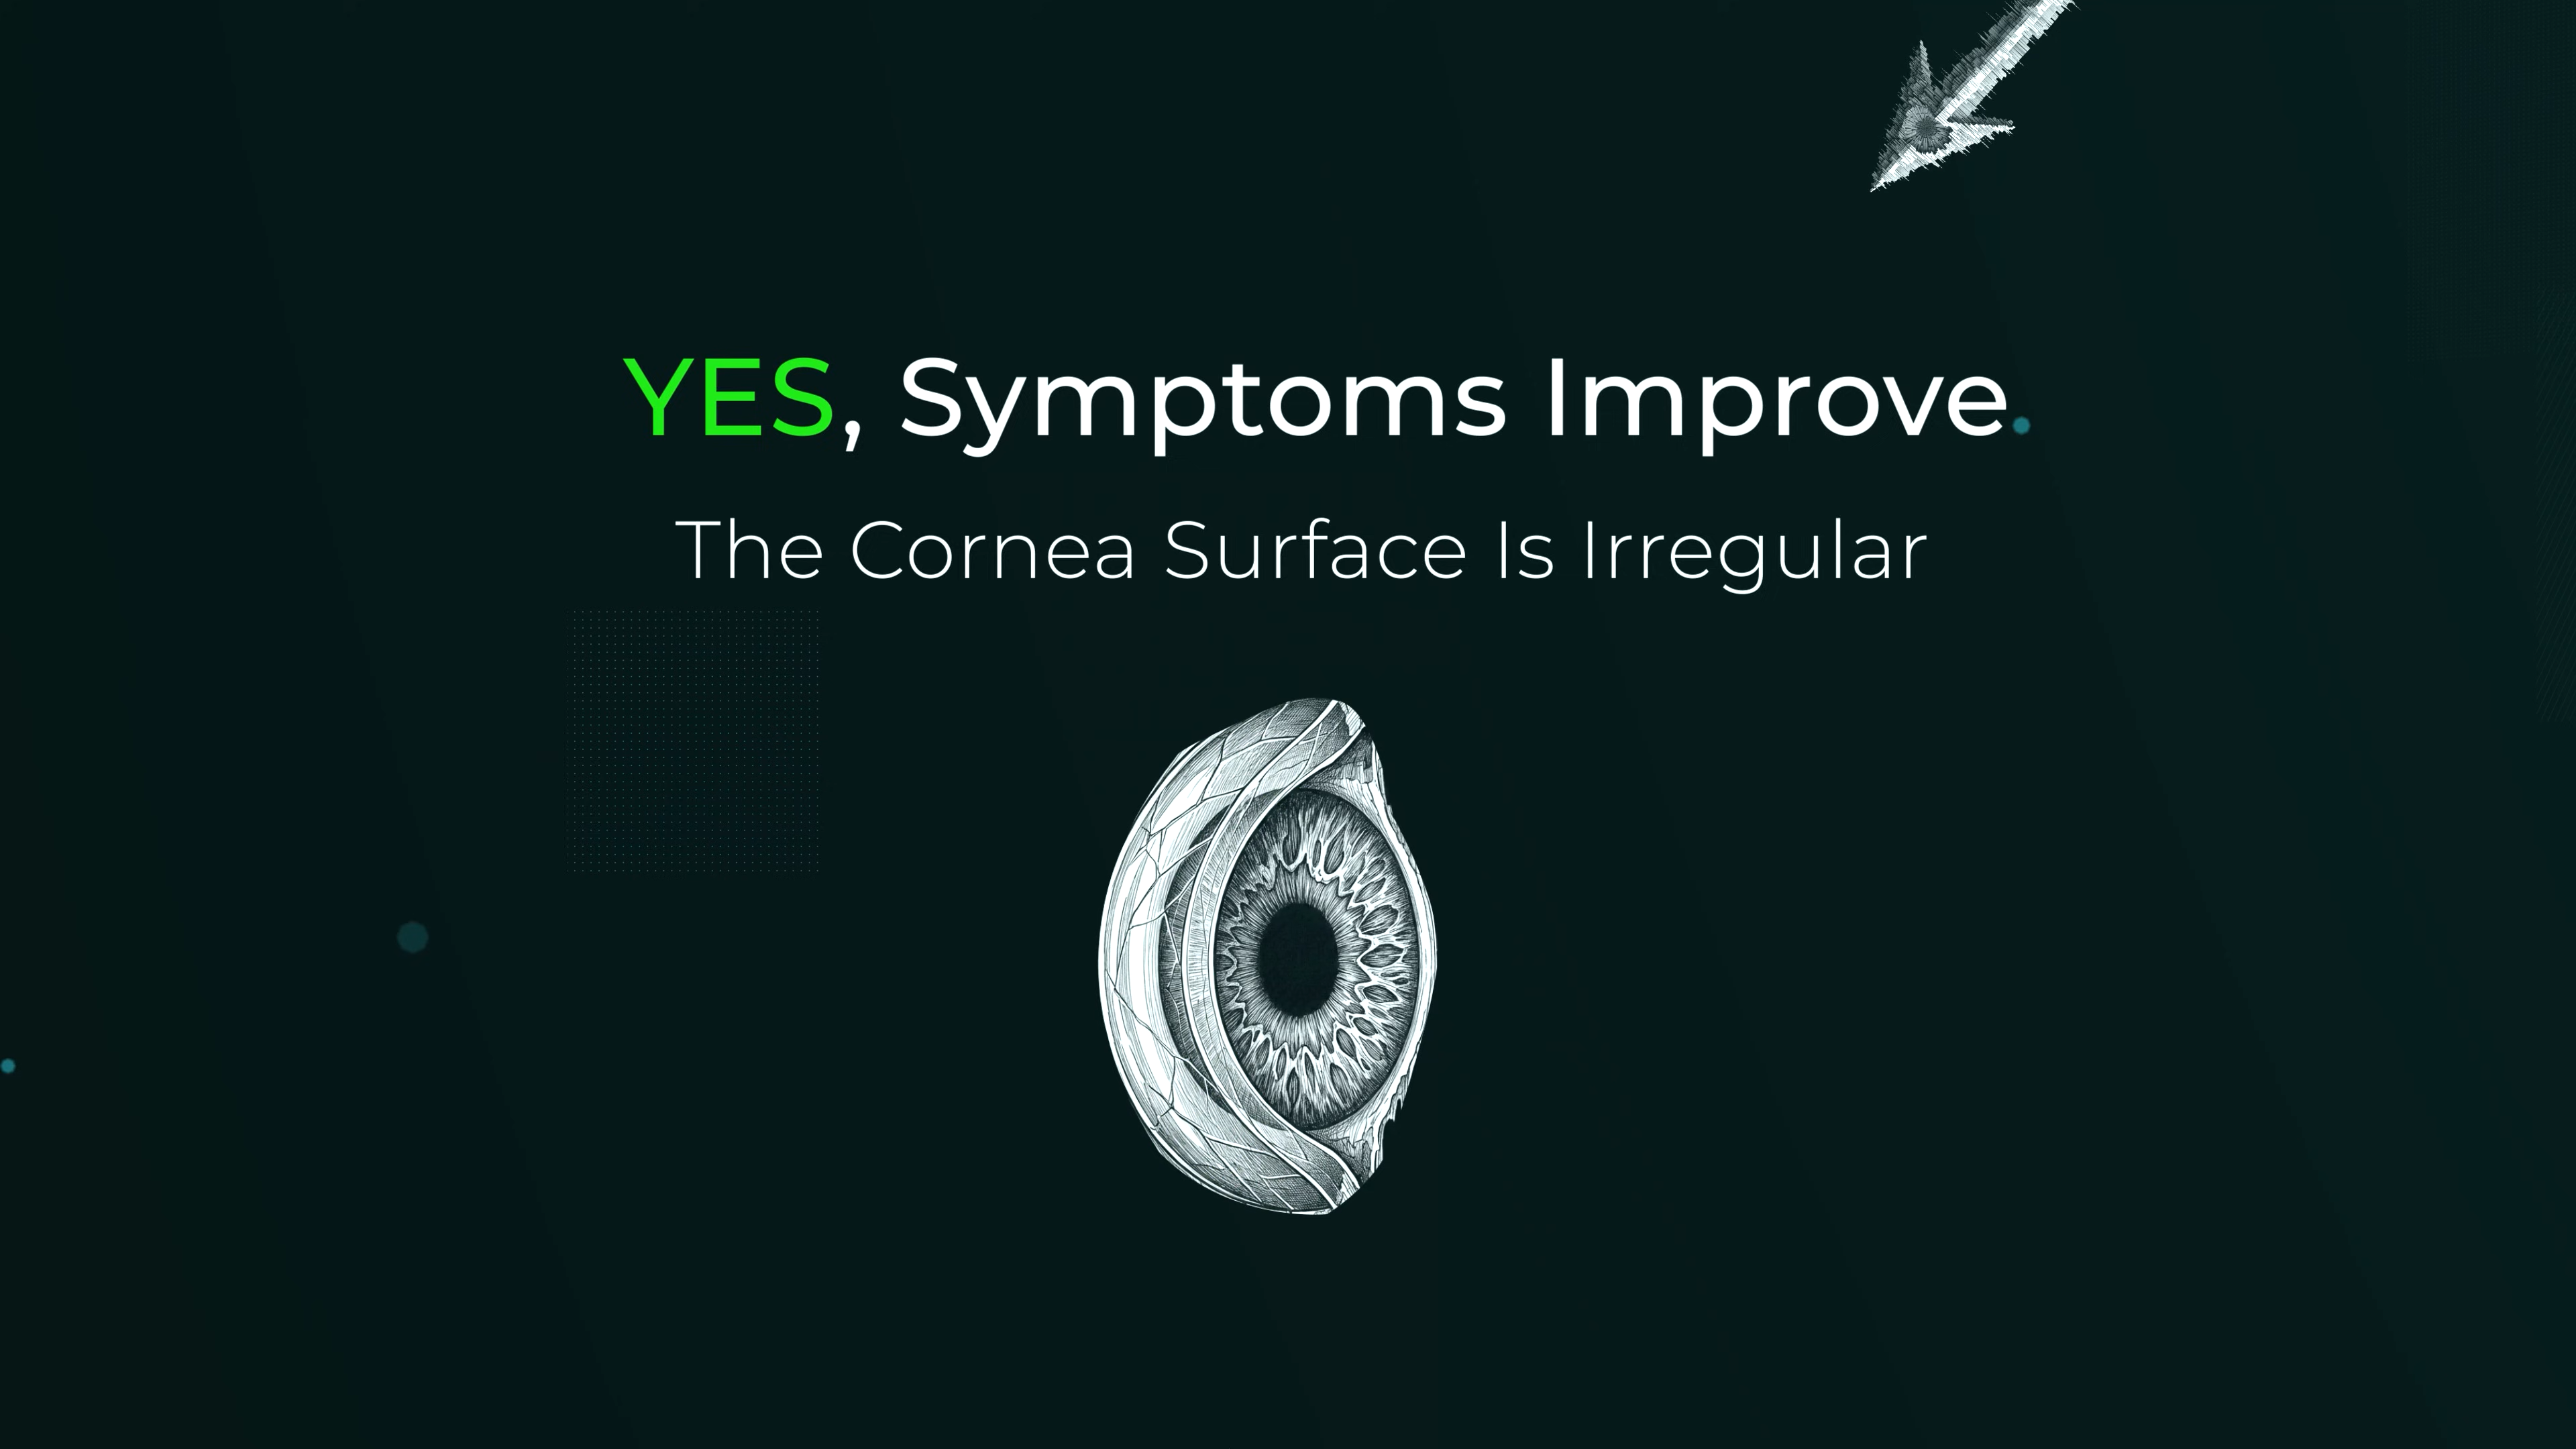 YES, Symptoms Improve.
The Cornea Surface Is Irregular